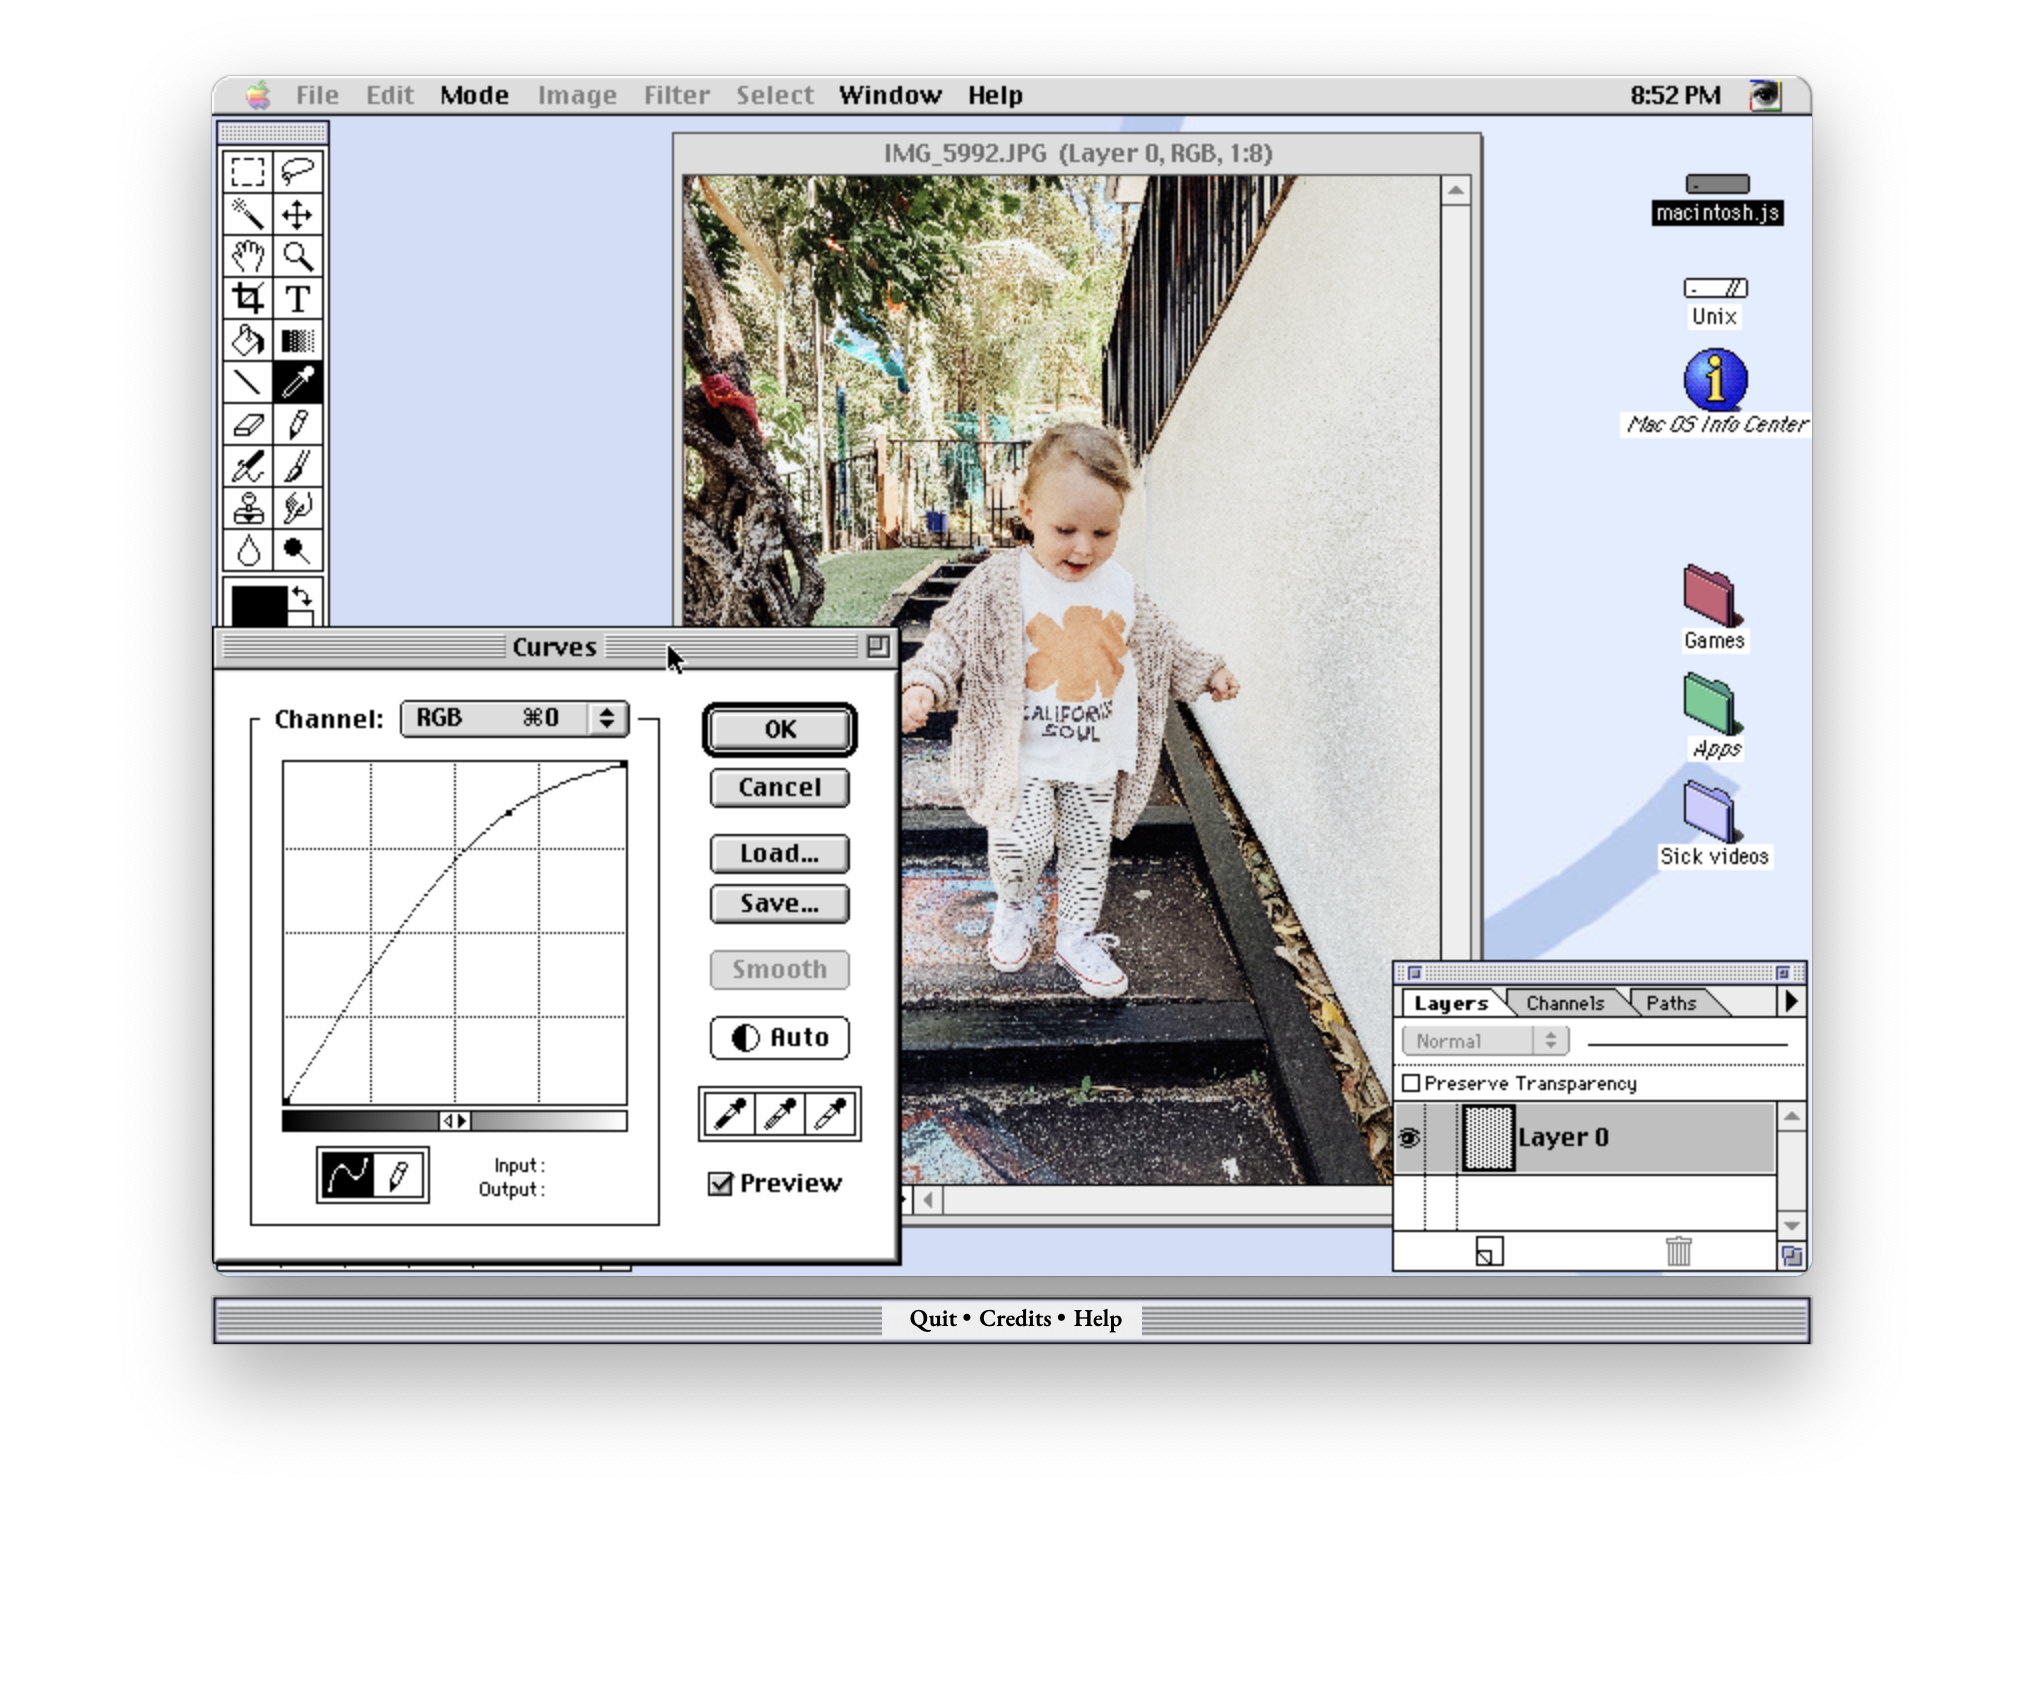 File Edit Mode Image Filter Select Window Help 8:52 PM
IMG_5992.JPG (Layer 0, RGB, 1:8)
macintosh.js
Unix
Mac OS Info Center
T
CALIFORNIA
SOUL
Games
Apps
Sick videos
Curves
Channel: RGB ⌘0
OK
Cancel
Load...
Save...
Smooth
Auto
Input:
Output:
Preview
Layers Channels Paths
Normal
Preserve Transparency
Layer 0
Quit • Credits • Help